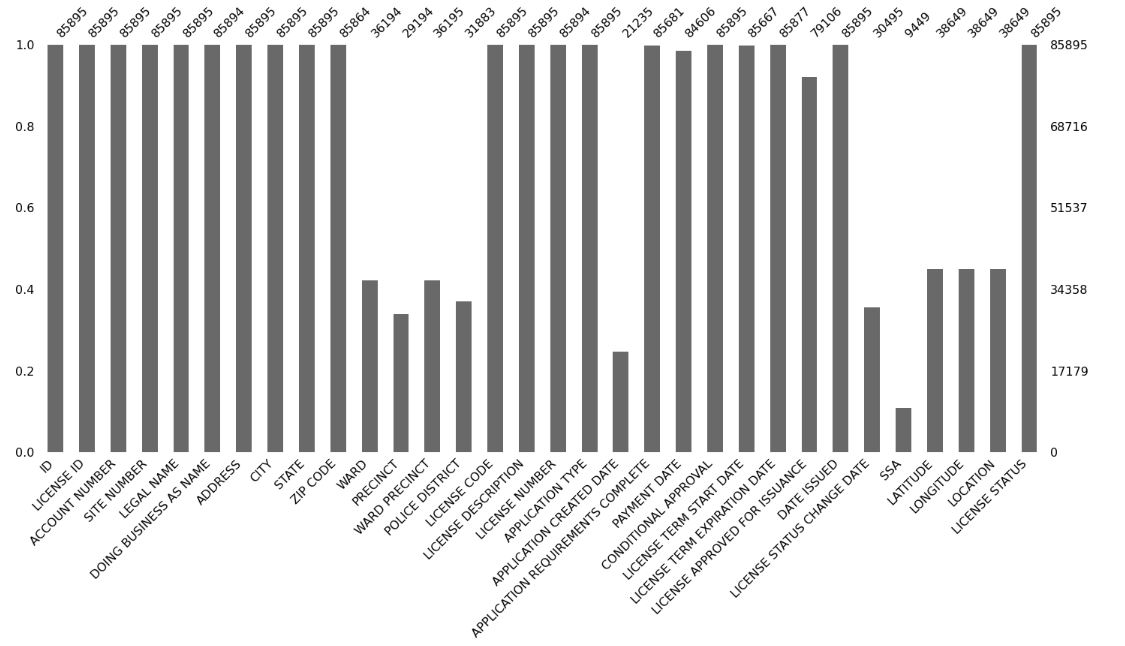 85895
85895
85895
85895
85895
85894
85895
85895
85895
85864
36194
29194
36195
31883
85895
85895
85894
85895
21235
85681
84606
85895
85667
85877
79106
85895
30495
9449
38649
38649
38649
85895
1.0
85895
0.8
68716
0.6
51537
0.4
34358
0.2
17179
0.0
0
ID
LICENSE ID
ACCOUNT NUMBER
SITE NUMBER
LEGAL NAME
DOING BUSINESS AS NAME
ADDRESS
CITY
STATE
ZIP CODE
WARD
PRECINCT
WARD PRECINCT
POLICE DISTRICT
LICENSE CODE
LICENSE DESCRIPTION
LICENSE NUMBER
APPLICATION TYPE
APPLICATION CREATED DATE
APPLICATION REQUIREMENTS COMPLETE
PAYMENT DATE
CONDITIONAL APPROVAL
LICENSE TERM START DATE
LICENSE TERM EXPIRATION DATE
LICENSE APPROVED FOR ISSUANCE
DATE ISSUED
LICENSE STATUS CHANGE DATE
SSA
LATITUDE
LONGITUDE
LOCATION
LICENSE STATUS